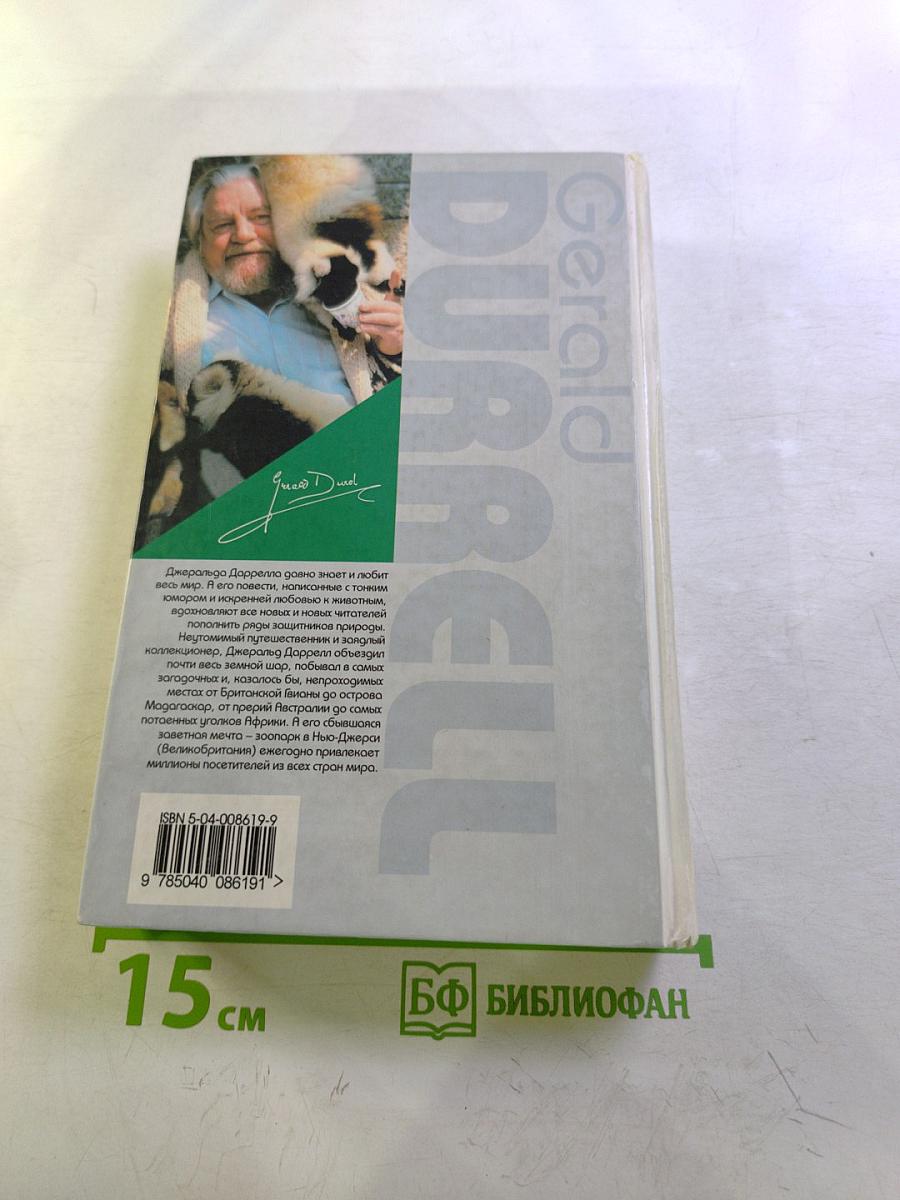 Gerald
DURRELL
Gerald Durrell
Джеральда Даррелла давно знает и любит
весь мир. А его повести, написанные с тонким
юмором и искренней любовью к животным,
вдохновляют все новых и новых читателей
пополнить ряды защитников природы.
Неутомимый путешественник и заядлый
коллекционер, Джеральд Даррелл объездил
почти весь земной шар, побывал в самых
загадочных и, казалось бы, непроходимых
местах от Британской Гвианы до острова
Мадагаскар, от прерий Австралии до самых
потаенных уголков Африки. А его сбывшаяся
заветная мечта – зоопарк в Нью-Джерси
(Великобритания) ежегодно привлекает
миллионы посетителей из всех стран мира.
ISBN 5-04-008619-9
9 785040 086191 >
15 см
БФ БИБЛИОФАН